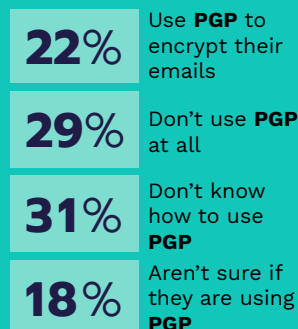 22%
Use PGP to
encrypt their
emails
29%
Don’t use PGP
at all
31%
Don’t know
how to use
PGP
18%
Aren’t sure if
they are using
PGP